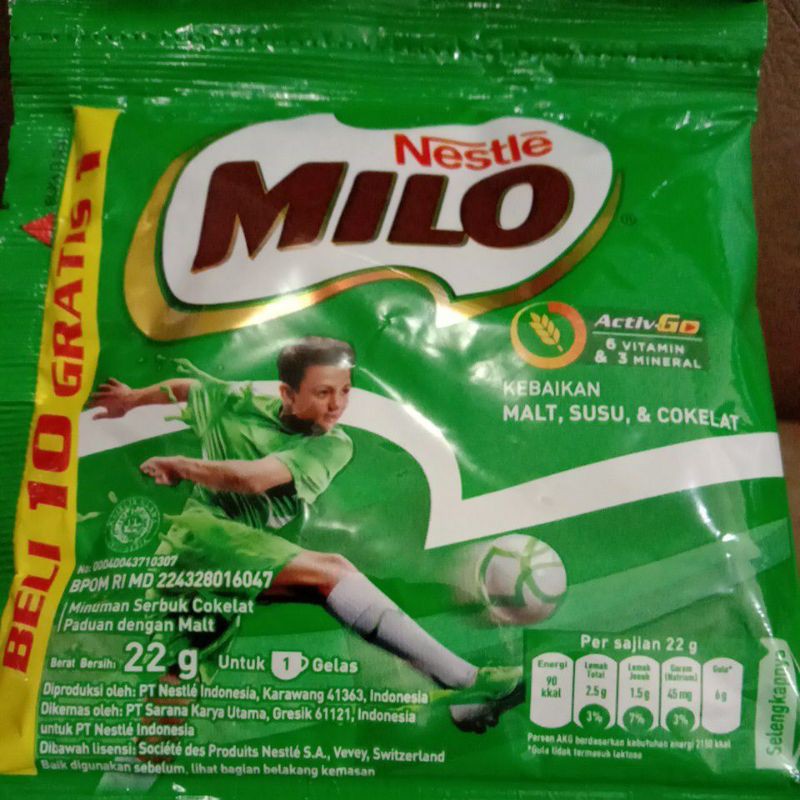 Nestlé
MILO
®
BELI 10 GRATIS 1
Activ-Go
6 VITAMIN
& 3 MINERAL
KEBAIKAN
MALT, SUSU, & COKELAT
No: 00040043710307
BPOM RI MD 224328016047
Minuman Serbuk Cokelat
Paduan dengan Malt
Berat Bersih: 22 g Untuk 1 Gelas
Diproduksi oleh: PT Nestlé Indonesia, Karawang 41363, Indonesia
Dikemas oleh: PT Sarana Karya Utama, Gresik 61121, Indonesia
untuk PT Nestlé Indonesia
Dibawah lisensi: Société des Produits Nestlé S.A., Vevey, Switzerland
Baik digunakan sebelum, lihat bagian belakang kemasan
Per sajian 22 g
Energi 90 kkal
Lemak Total 2.5 g 3%
Lemak Jenuh 1.5 g 7%
Garam (Natrium) 45 mg 3%
Gula* 6 g
Persen AKG berdasarkan kebutuhan energi 2150 kkal
*Gula tidak termasuk laktosa
Selengkapnya